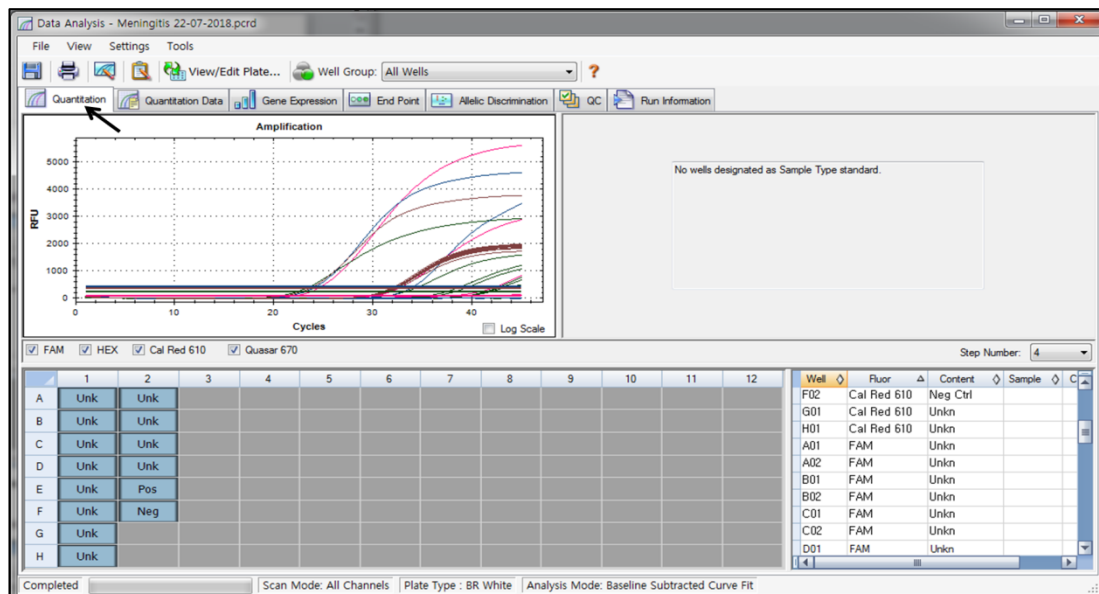 Data Analysis - Meningitis 22-07-2018.pcrd
File View Settings Tools
View/Edit Plate... Well Group: All Wells ?
Quantitation Quantitation Data Gene Expression End Point Allelic Discrimination QC Run Information
Amplification
No wells designated as Sample Type standard.
5000
4000
3000
2000
1000
0
RFU
0 10 20 30 40
Cycles
Log Scale
FAM HEX Cal Red 610 Quasar 670
Step Number: 4
1 2 3 4 5 6 7 8 9 10 11 12
A Unk Unk
B Unk Unk
C Unk Unk
D Unk Unk
E Unk Pos
F Unk Neg
G Unk
H Unk
Well Fluor Content Sample C
F02 Cal Red 610 Neg Ctrl
G01 Cal Red 610 Unkn
H01 Cal Red 610 Unkn
A01 FAM Unkn
A02 FAM Unkn
B01 FAM Unkn
B02 FAM Unkn
C01 FAM Unkn
C02 FAM Unkn
D01 FAM Unkn
Completed Scan Mode: All Channels Plate Type : BR White Analysis Mode: Baseline Subtracted Curve Fit